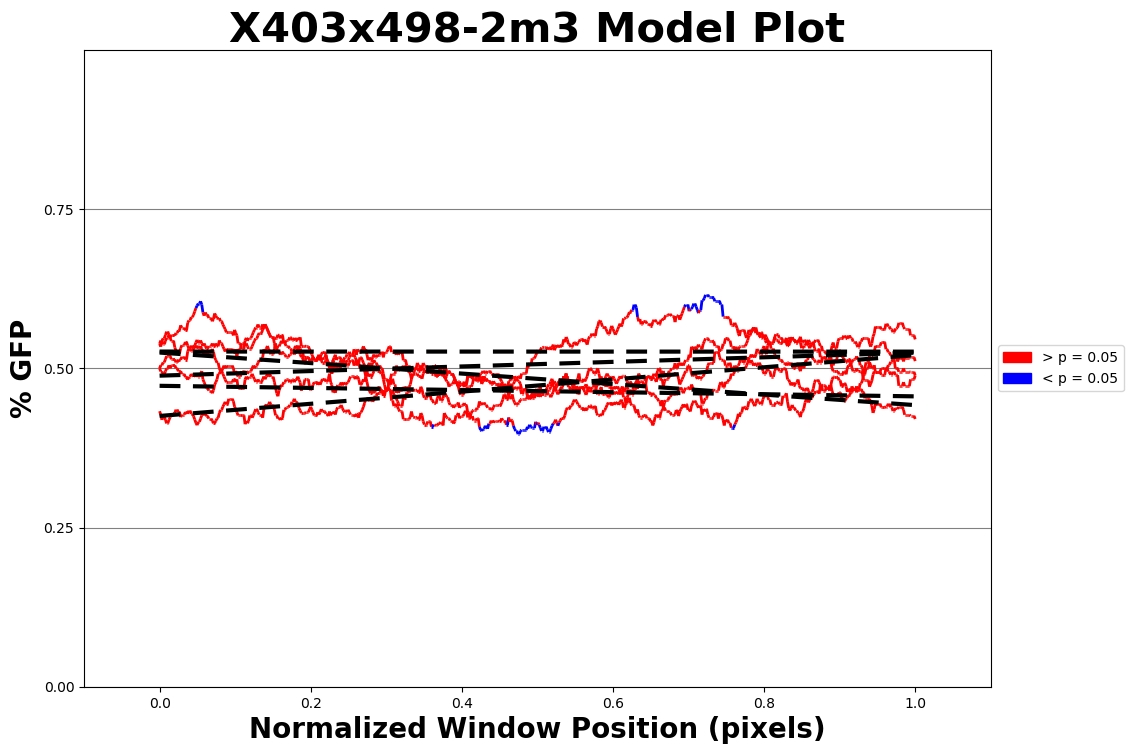 X403x498-2m3 Model Plot
% GFP
0.75
0.50
0.25
0.00
0.0 0.2 0.4 0.6 0.8 1.0
Normalized Window Position (pixels)
> p = 0.05
< p = 0.05